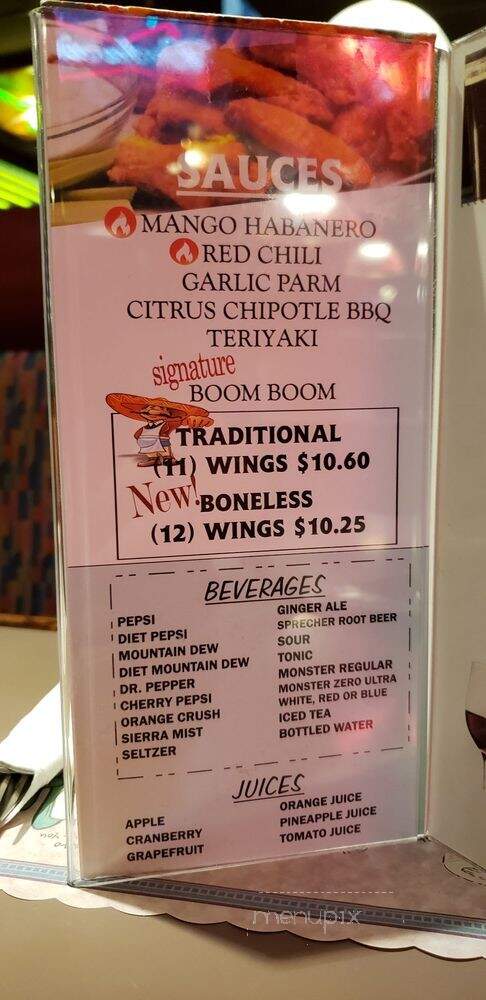 SAUCES
MANGO HABANERO
RED CHILI
GARLIC PARM
CITRUS CHIPOTLE BBQ
TERIYAKI
signature
BOOM BOOM
TRADITIONAL
(11) WINGS $10.60
New! BONELESS
(12) WINGS $10.25
BEVERAGES
PEPSI
DIET PEPSI
MOUNTAIN DEW
DIET MOUNTAIN DEW
DR. PEPPER
CHERRY PEPSI
ORANGE CRUSH
SIERRA MIST
SELTZER
GINGER ALE
SPRECHER ROOT BEER
SOUR
TONIC
MONSTER REGULAR
MONSTER ZERO ULTRA
WHITE, RED OR BLUE
ICED TEA
BOTTLED WATER
JUICES
APPLE
CRANBERRY
GRAPEFRUIT
ORANGE JUICE
PINEAPPLE JUICE
TOMATO JUICE
menupix